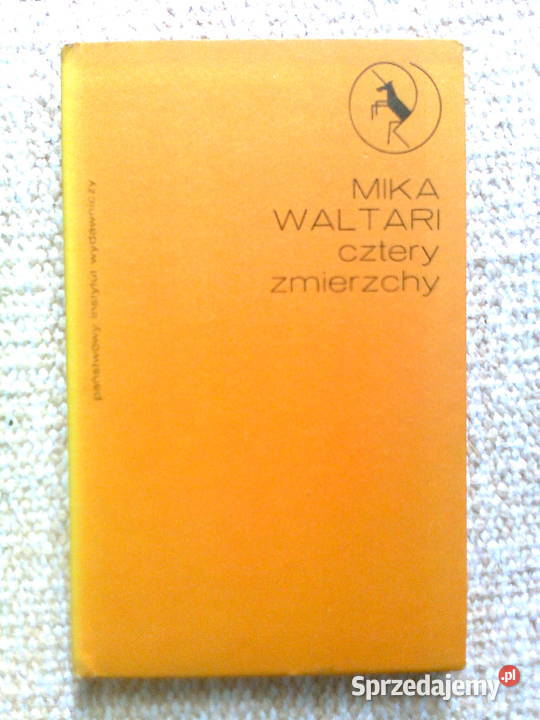 MIKA
WALTARI
cztery
zmierzchy
państwowy instytut wydawniczy
Sprzedajemy.pl